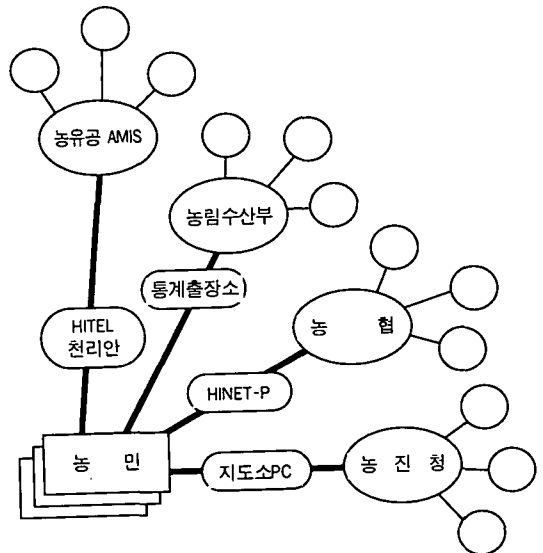 농유공 AMIS
농림수산부
통계출장소
HITEL
천리안
농 협
HINET-P
농 민
지도소PC
농 진 청